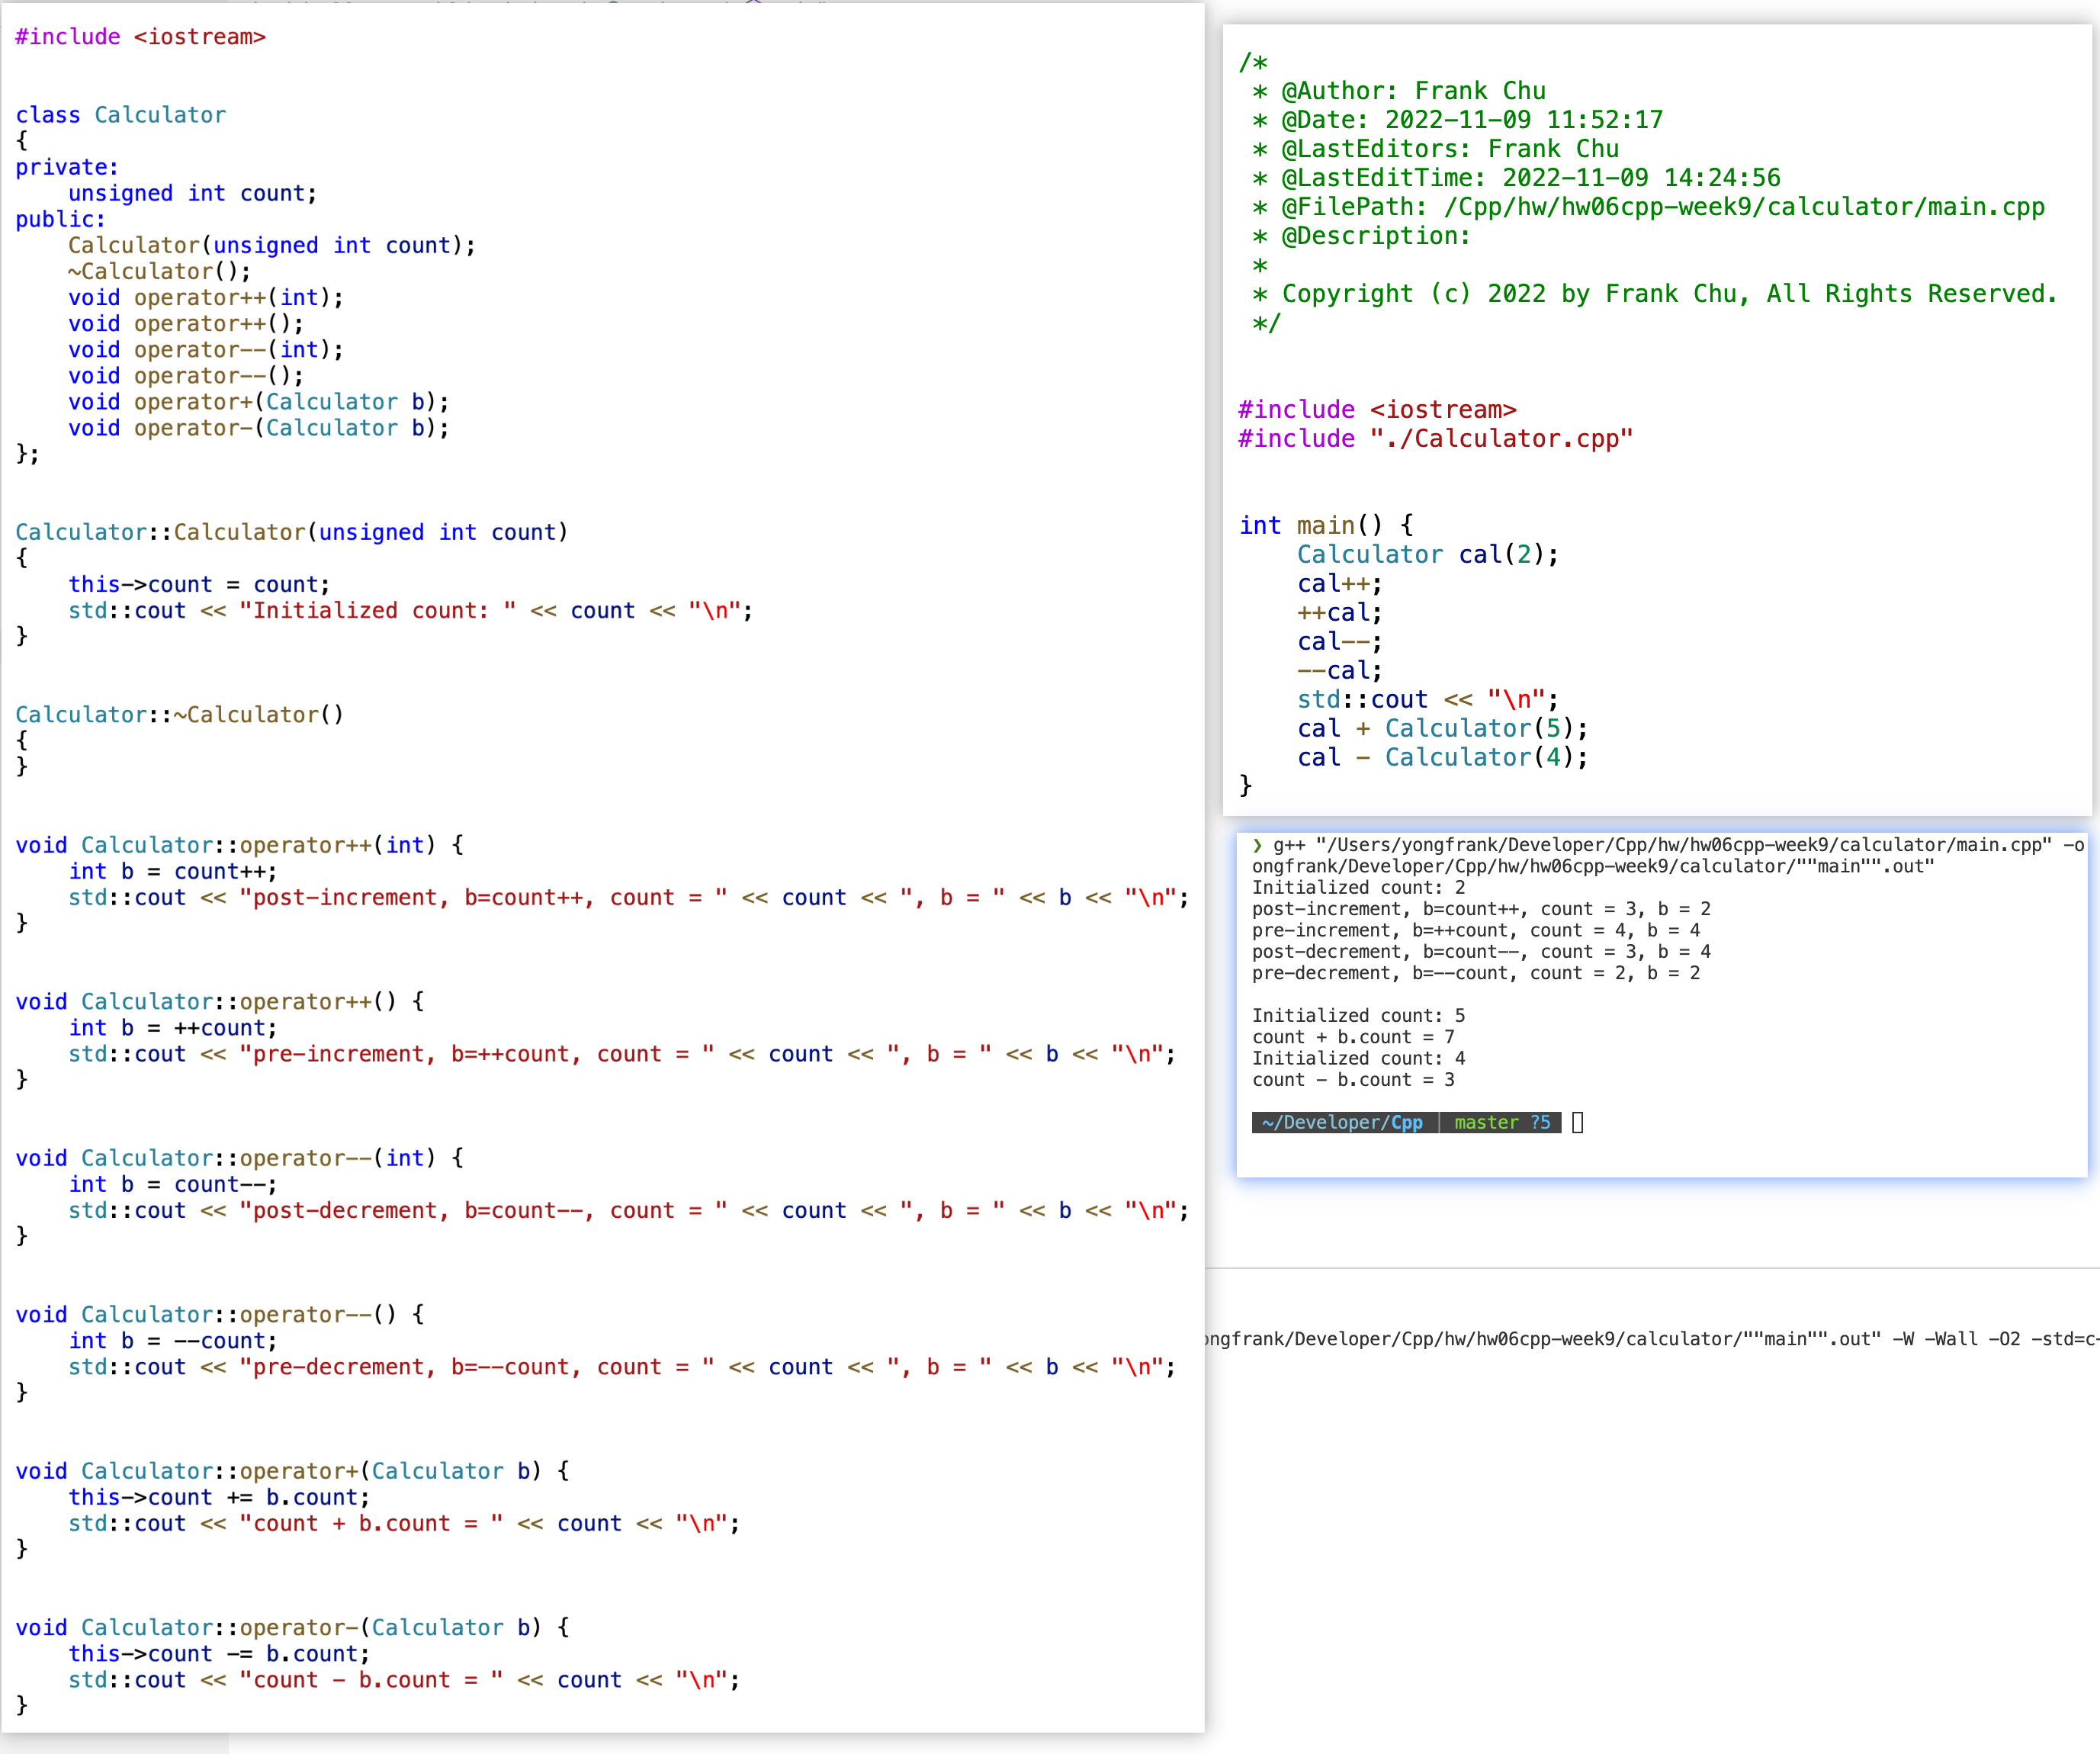 #include <iostream>
class Calculator
{
private:
    unsigned int count;
public:
    Calculator(unsigned int count);
    ~Calculator();
    void operator++(int);
    void operator++();
    void operator--(int);
    void operator--();
    void operator+(Calculator b);
    void operator-(Calculator b);
};
Calculator::Calculator(unsigned int count)
{
    this->count = count;
    std::cout << "Initialized count: " << count << "\n";
}
Calculator::~Calculator()
{
}
void Calculator::operator++(int) {
    int b = count++;
    std::cout << "post-increment, b=count++, count = " << count << ", b = " << b << "\n";
}
void Calculator::operator++() {
    int b = ++count;
    std::cout << "pre-increment, b=++count, count = " << count << ", b = " << b << "\n";
}
void Calculator::operator--(int) {
    int b = count--;
    std::cout << "post-decrement, b=count--, count = " << count << ", b = " << b << "\n";
}
void Calculator::operator--() {
    int b = --count;
    std::cout << "pre-decrement, b=--count, count = " << count << ", b = " << b << "\n";
}
void Calculator::operator+(Calculator b) {
    this->count += b.count;
    std::cout << "count + b.count = " << count << "\n";
}
void Calculator::operator-(Calculator b) {
    this->count -= b.count;
    std::cout << "count - b.count = " << count << "\n";
}
/*
 * @Author: Frank Chu
 * @Date: 2022-11-09 11:52:17
 * @LastEditors: Frank Chu
 * @LastEditTime: 2022-11-09 14:24:56
 * @FilePath: /Cpp/hw/hw06cpp-week9/calculator/main.cpp
 * @Description:
 *
 * Copyright (c) 2022 by Frank Chu, All Rights Reserved.
 */
#include <iostream>
#include "./Calculator.cpp"
int main() {
    Calculator cal(2);
    cal++;
    ++cal;
    cal--;
    --cal;
    std::cout << "\n";
    cal + Calculator(5);
    cal - Calculator(4);
}
❯ g++ "/Users/yongfrank/Developer/Cpp/hw/hw06cpp-week9/calculator/main.cpp" -o
ongfrank/Developer/Cpp/hw/hw06cpp-week9/calculator/""main"".out"
Initialized count: 2
post-increment, b=count++, count = 3, b = 2
pre-increment, b=++count, count = 4, b = 4
post-decrement, b=count--, count = 3, b = 4
pre-decrement, b=--count, count = 2, b = 2
Initialized count: 5
count + b.count = 7
Initialized count: 4
count - b.count = 3
~/Developer/Cpp | master ?5
ongfrank/Developer/Cpp/hw/hw06cpp-week9/calculator/""main"".out" -W -Wall -O2 -std=c